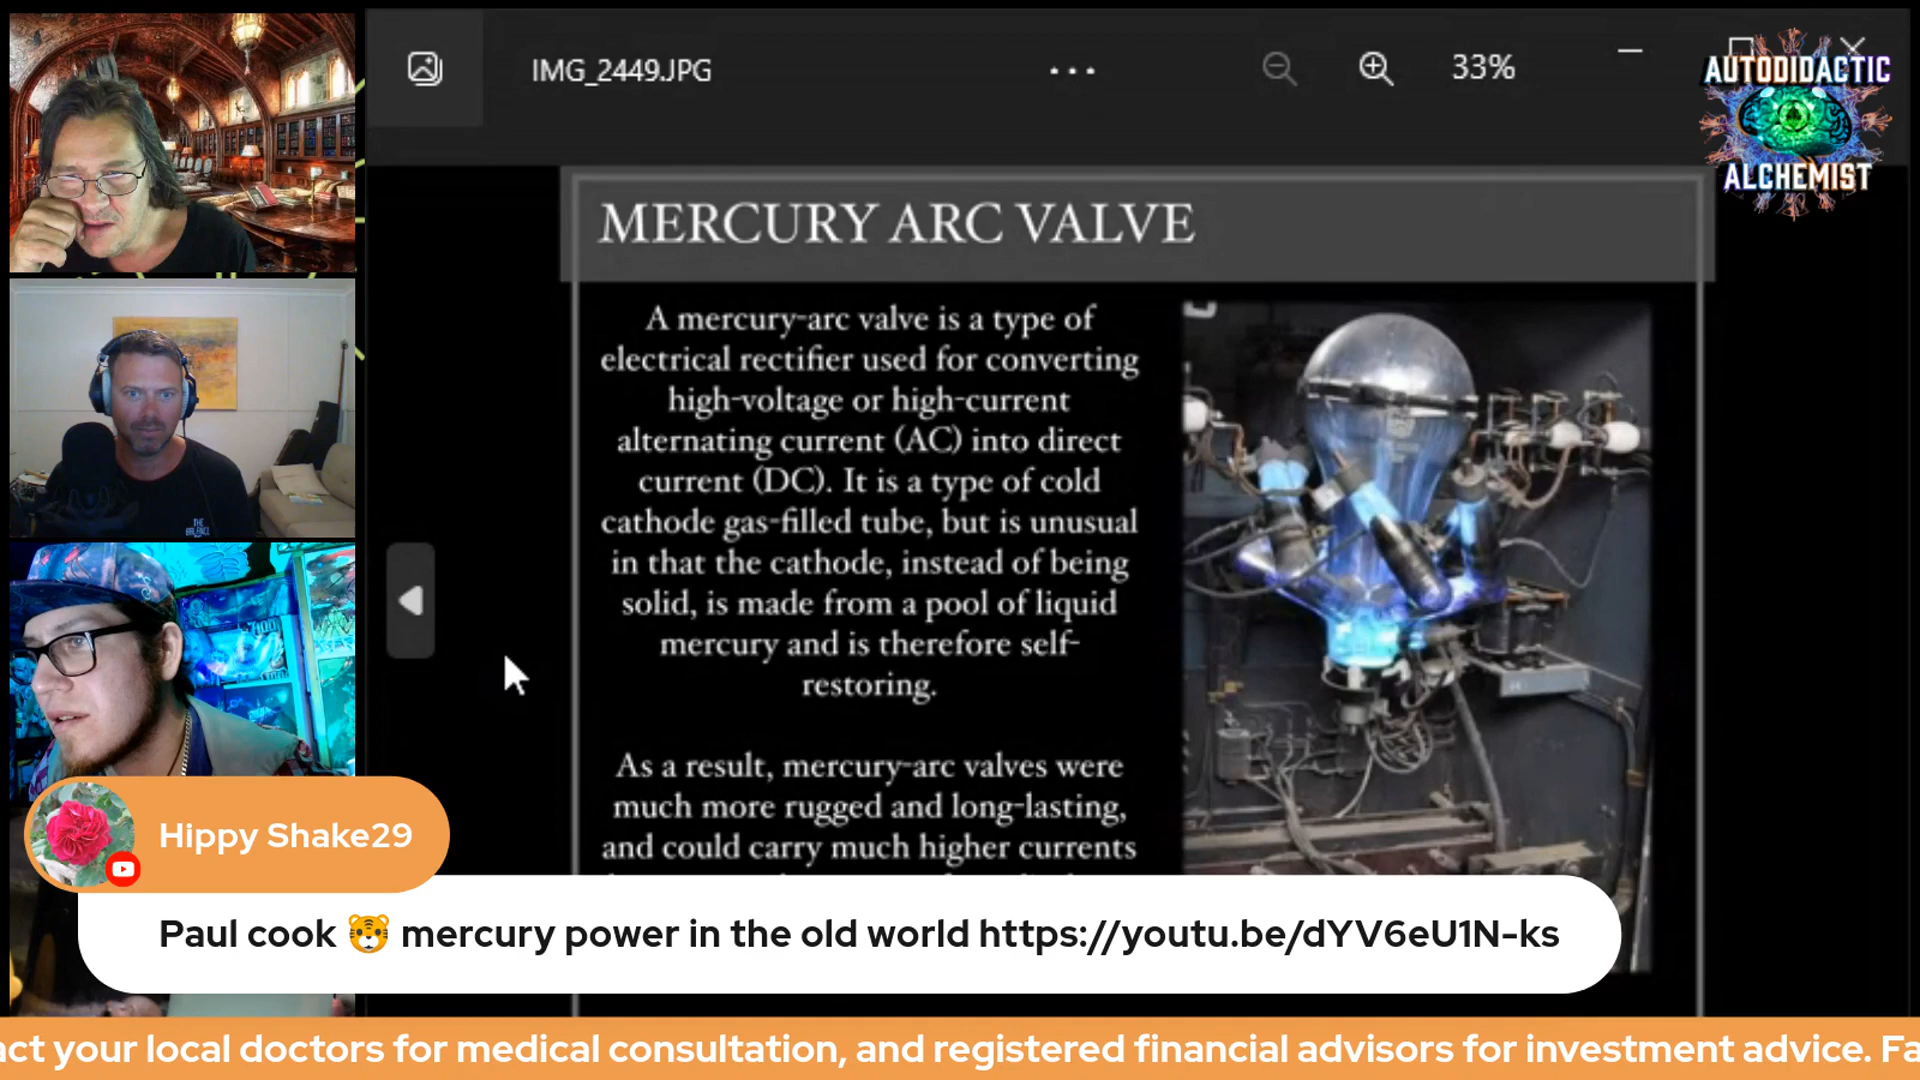 IMG_2449.JPG
33%
AUTODIDACTIC
ALCHEMIST
MERCURY ARC VALVE
A mercury-arc valve is a type of
electrical rectifier used for converting
high-voltage or high-current
alternating current (AC) into direct
current (DC). It is a type of cold
cathode gas-filled tube, but is unusual
in that the cathode, instead of being
solid, is made from a pool of liquid
mercury and is therefore self-
restoring.
As a result, mercury-arc valves were
much more rugged and long-lasting,
and could carry much higher currents
Hippy Shake29
Paul cook 🐯 mercury power in the old world https://youtu.be/dYV6eU1N-ks
act your local doctors for medical consultation, and registered financial advisors for investment advice. Fa